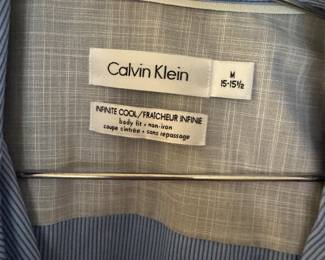 Calvin Klein
M
15-15½
INFINITE COOL/FRAÎCHEUR INFINIE
body fit • non-iron
coupe cintrée • sans repassage